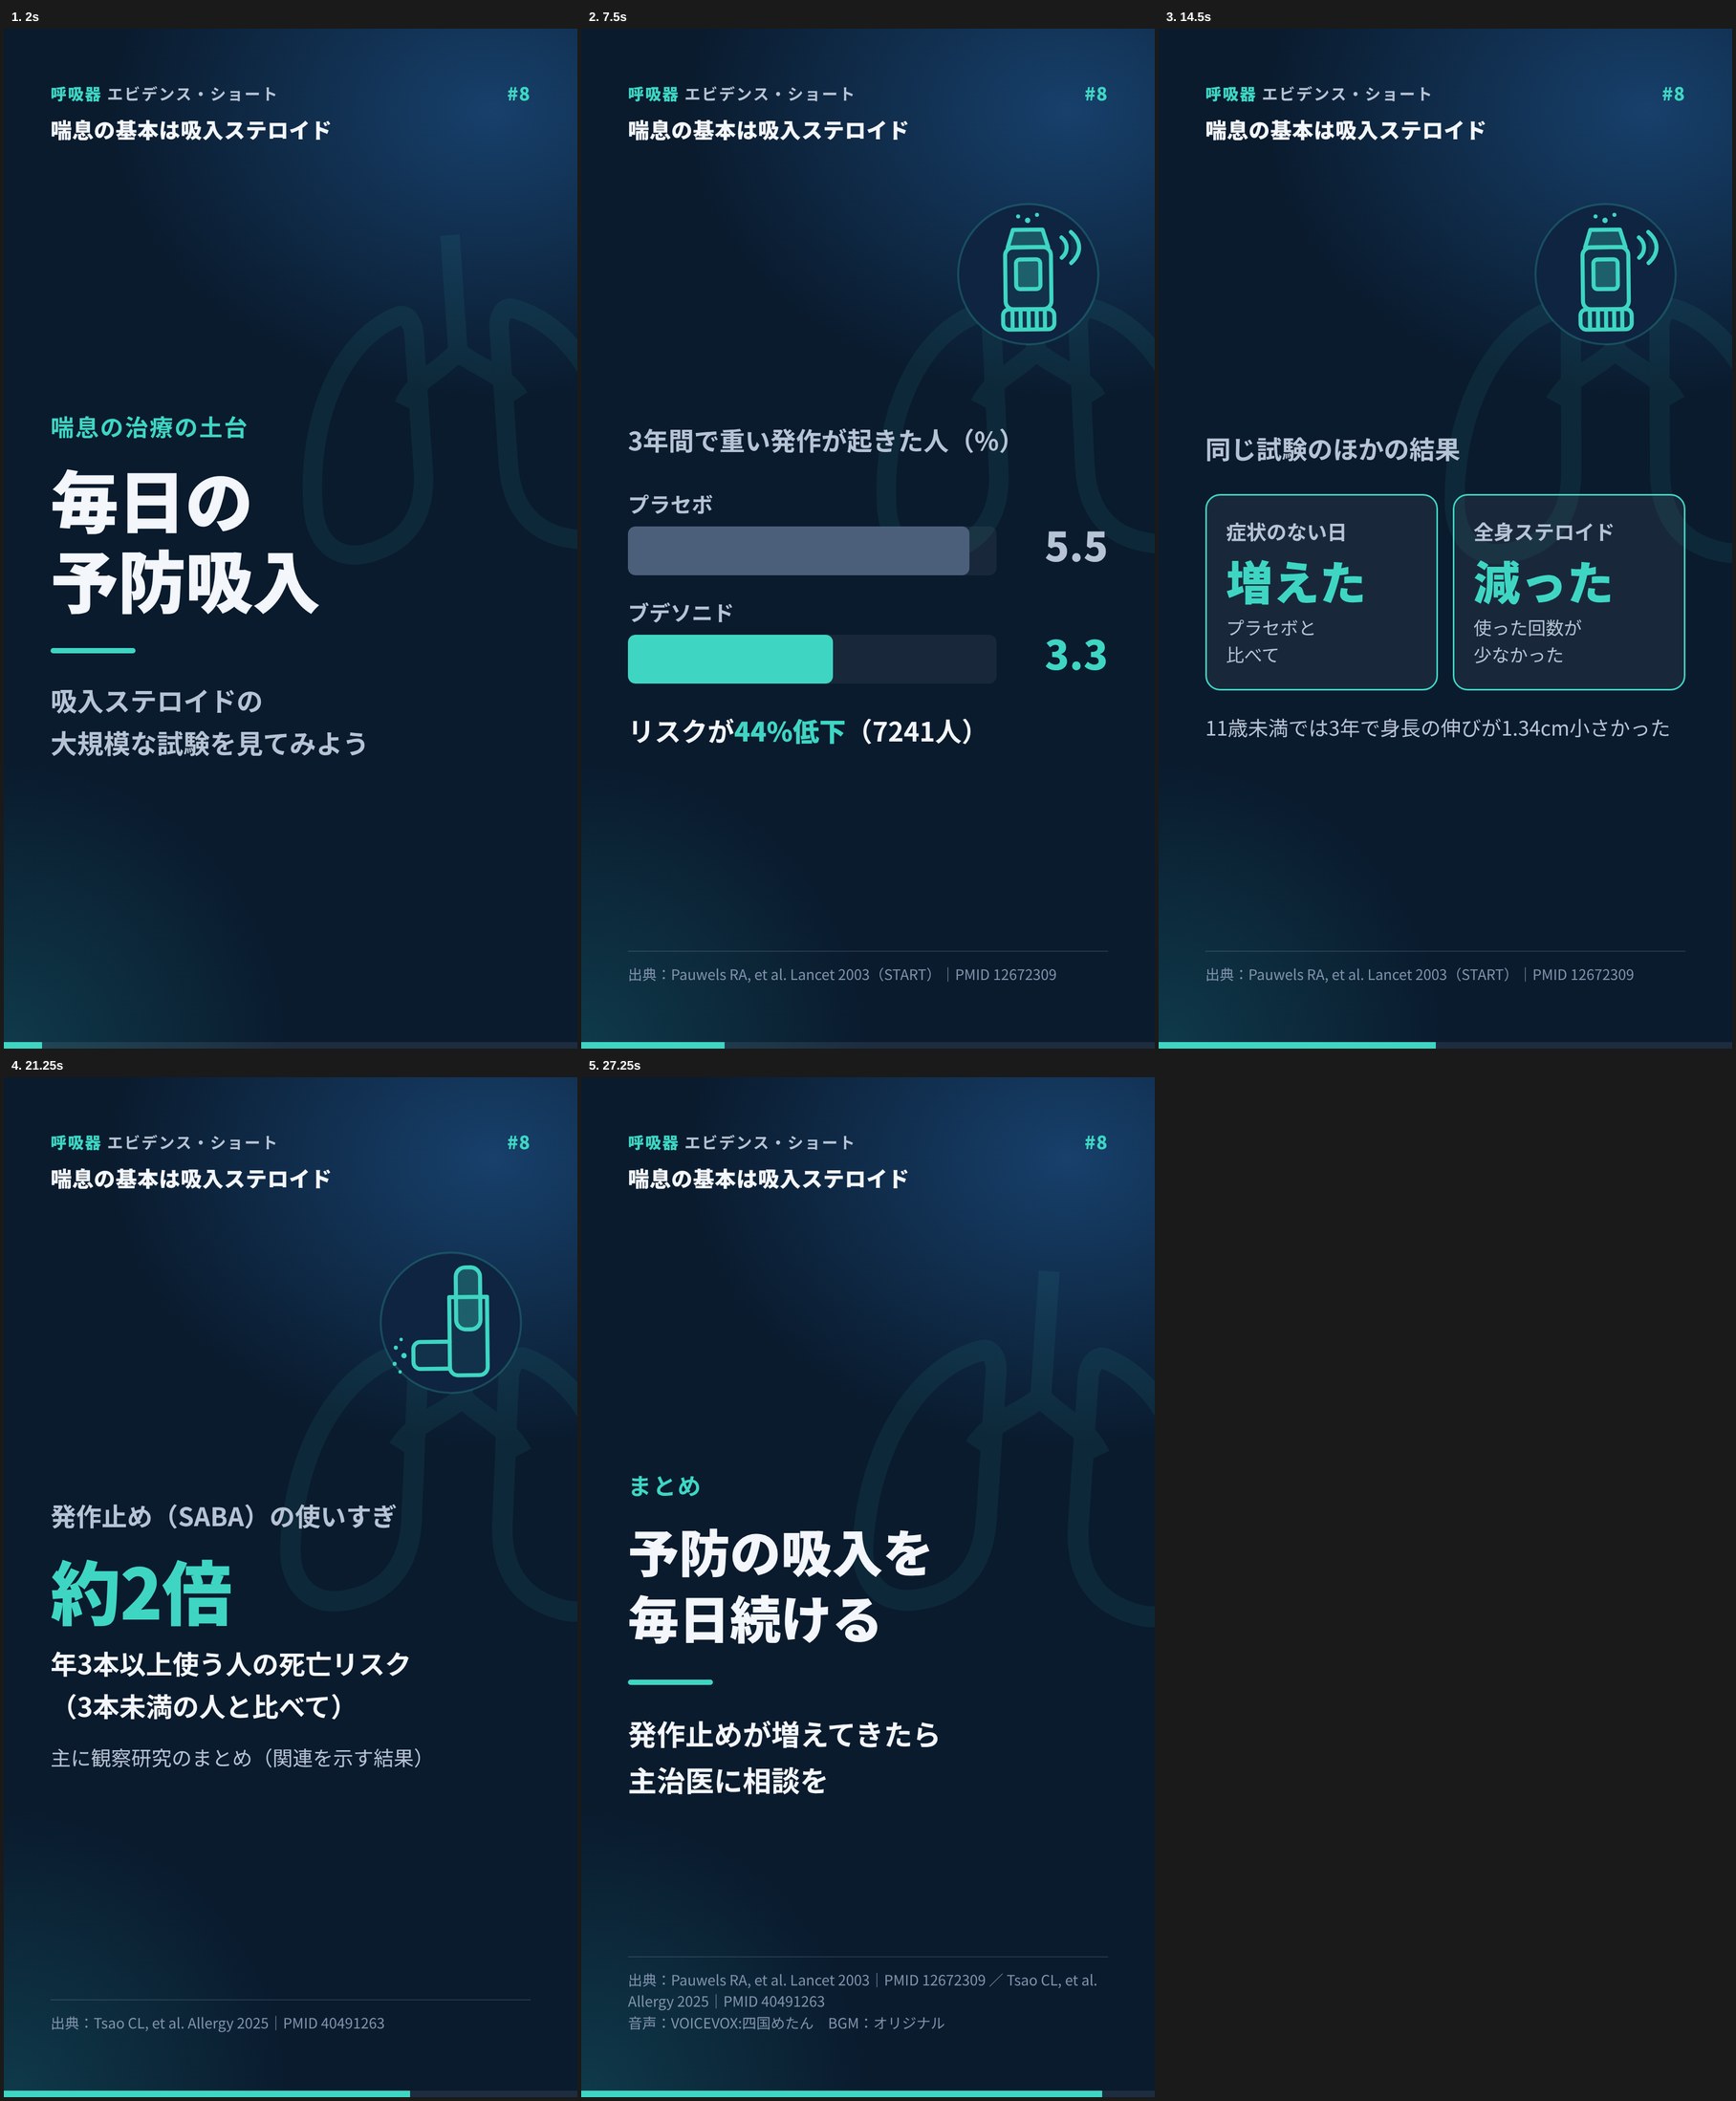 1. 2s
呼吸器 エビデンス・ショート #8
喘息の基本は吸入ステロイド
喘息の治療の土台
毎日の
予防吸入
吸入ステロイドの
大規模な試験を見てみよう
2. 7.5s
呼吸器 エビデンス・ショート #8
喘息の基本は吸入ステロイド
3年間で重い発作が起きた人（%）
プラセボ
5.5
ブデソニド
3.3
リスクが44%低下（7241人）
出典：Pauwels RA, et al. Lancet 2003（START）｜PMID 12672309
3. 14.5s
呼吸器 エビデンス・ショート #8
喘息の基本は吸入ステロイド
同じ試験のほかの結果
症状のない日
増えた
プラセボと
比べて
全身ステロイド
減った
使った回数が
少なかった
11歳未満では3年で身長の伸びが1.34cm小さかった
出典：Pauwels RA, et al. Lancet 2003（START）｜PMID 12672309
4. 21.25s
呼吸器 エビデンス・ショート #8
喘息の基本は吸入ステロイド
発作止め（SABA）の使いすぎ
約2倍
年3本以上使う人の死亡リスク
（3本未満の人と比べて）
主に観察研究のまとめ（関連を示す結果）
出典：Tsao CL, et al. Allergy 2025｜PMID 40491263
5. 27.25s
呼吸器 エビデンス・ショート #8
喘息の基本は吸入ステロイド
まとめ
予防の吸入を
毎日続ける
発作止めが増えてきたら
主治医に相談を
出典：Pauwels RA, et al. Lancet 2003｜PMID 12672309 ／ Tsao CL, et al.
Allergy 2025｜PMID 40491263
音声：VOICEVOX:四国めたん　BGM：オリジナル